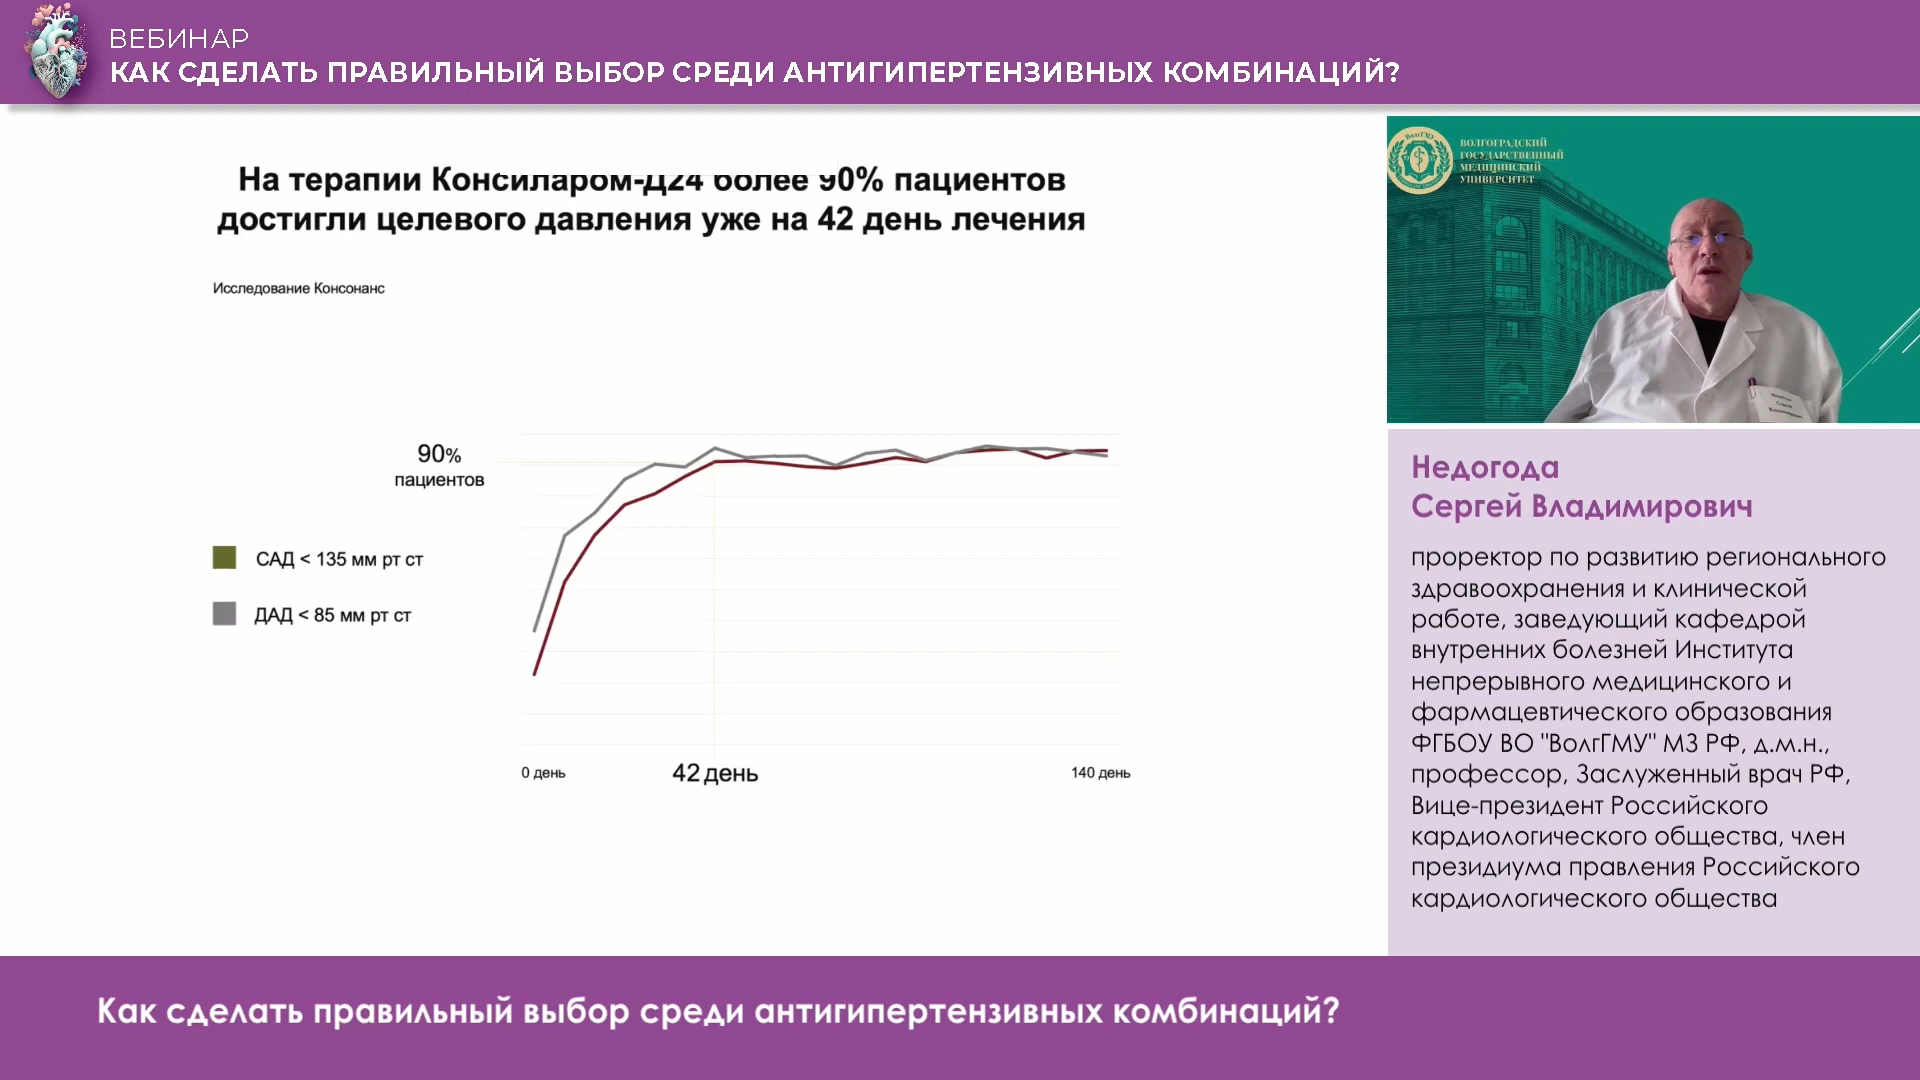 ВЕБИНАР
КАК СДЕЛАТЬ ПРАВИЛЬНЫЙ ВЫБОР СРЕДИ АНТИГИПЕРТЕНЗИВНЫХ КОМБИНАЦИЙ?
На терапии Консиларом-Д24 более 90% пациентов
достигли целевого давления уже на 42 день лечения
Исследование Консонанс
90%
пациентов
САД < 135 мм рт ст
ДАД < 85 мм рт ст
0 день
42 день
140 день
ВОЛГОГРАДСКИЙ
ГОСУДАРСТВЕННЫЙ
МЕДИЦИНСКИЙ
УНИВЕРСИТЕТ
Недогода
Сергей Владимирович
проректор по развитию регионального
здравоохранения и клинической
работе, заведующий кафедрой
внутренних болезней Института
непрерывного медицинского и
фармацевтического образования
ФГБОУ ВО "ВолгГМУ" МЗ РФ, д.м.н.,
профессор, Заслуженный врач РФ,
Вице-президент Российского
кардиологического общества, член
президиума правления Российского
кардиологического общества
Как сделать правильный выбор среди антигипертензивных комбинаций?